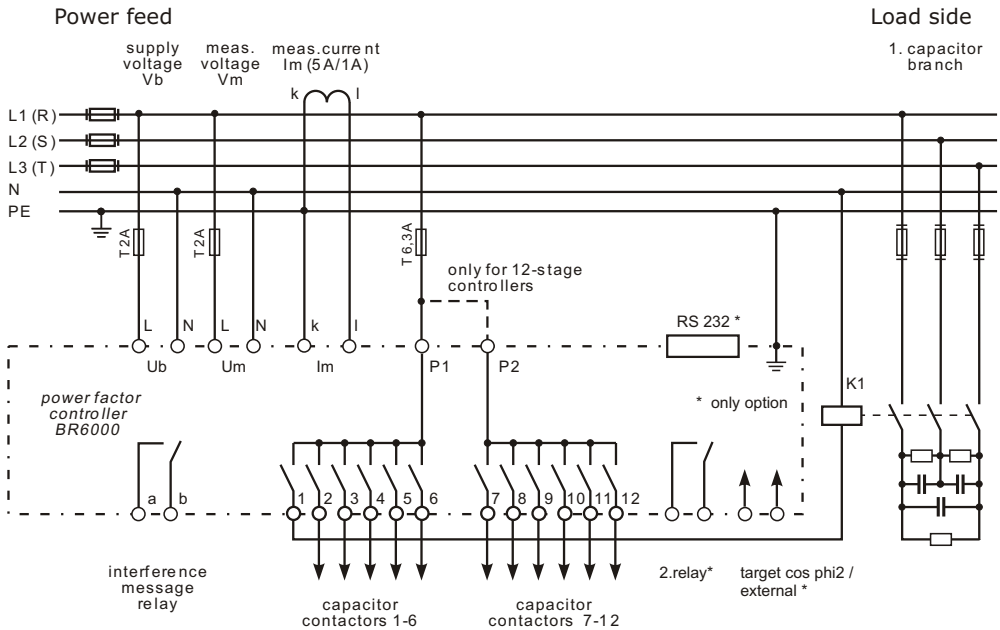 Power feed
Load side
supply
voltage
Vb
meas.
voltage
Vm
meas.current
Im (5A/1A)
1. capacitor
branch
k
l
L1 (R)
L2 (S)
L3 (T)
N
PE
T2A
T2A
T 6,3A
only for 12-stage
controllers
L
N
L
N
k
l
RS 232 *
Ub
Um
Im
P1
P2
K1
power factor
controller
BR6000
* only option
a
b
1
2
3
4
5
6
7
8
9
10
11
12
interference
message
relay
2.relay*
target cos phi2 /
external *
capacitor
contactors 1-6
capacitor
contactors 7-12